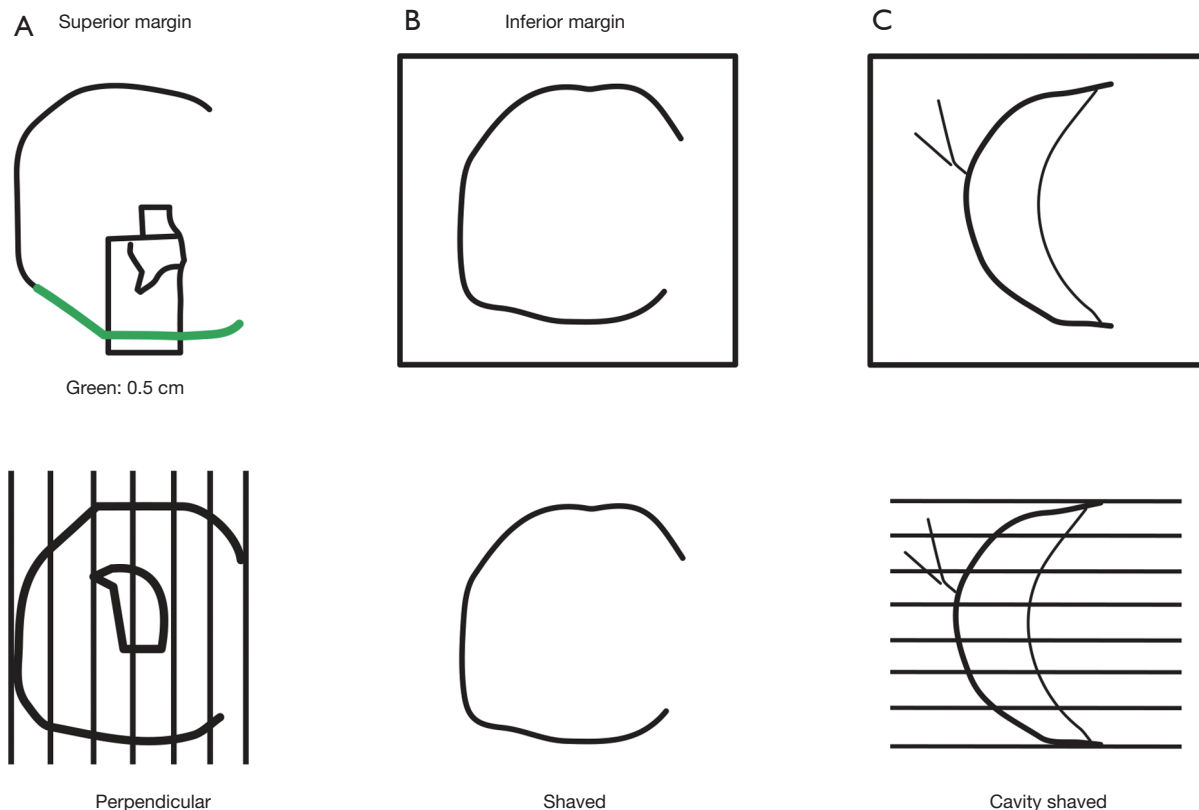 A
Superior margin
B
Inferior margin
C
Green: 0.5 cm
Perpendicular
Shaved
Cavity shaved